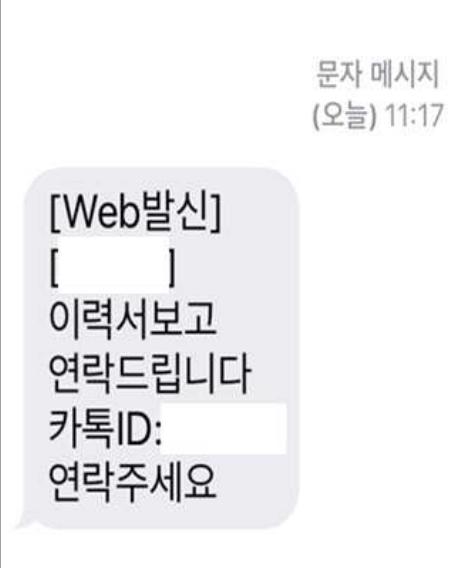 문자 메시지
(오늘) 11:17
[Web발신]
[ ]
이력서보고
연락드립니다
카톡ID:
연락주세요